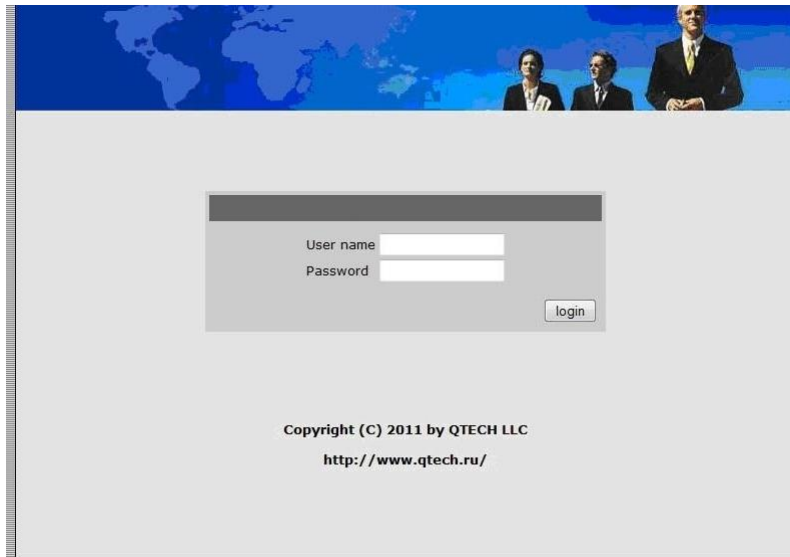 User name
Password
login
Copyright (C) 2011 by QTECH LLC
http://www.qtech.ru/